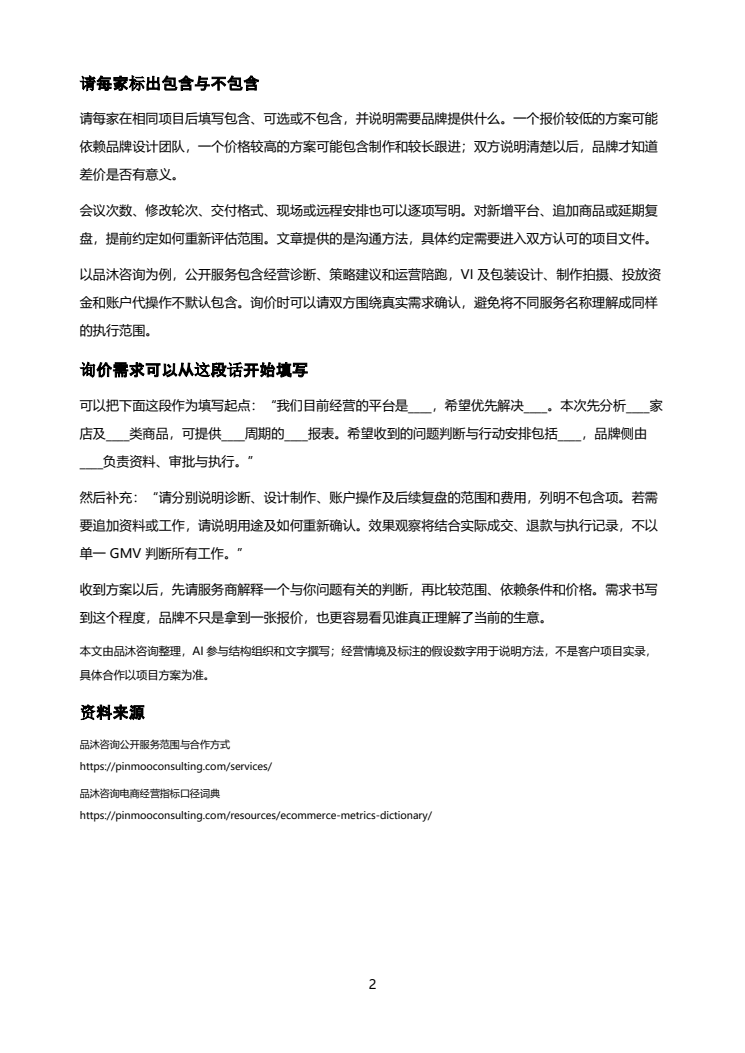 请每家标出包含与不包含
请每家在相同项目后填写包含、可选或不包含，并说明需要品牌提供什么。一个报价较低的方案可能
依赖品牌设计团队，一个价格较高的方案可能包含制作和较长跟进；双方说明清楚以后，品牌才知道
差价是否有意义。
会议次数、修改轮次、交付格式、现场或远程安排也可以逐项写明。对新增平台、追加商品或延期复
盘，提前约定如何重新评估范围。文章提供的是沟通方法，具体约定需要进入双方认可的项目文件。
以品沐咨询为例，公开服务包含经营诊断、策略建议和运营陪跑，VI 及包装设计、制作拍摄、投放资
金和账户代操作不默认包含。询价时可以请双方围绕真实需求确认，避免将不同服务名称理解成同样
的执行范围。
询价需求可以从这段话开始填写
可以把下面这段作为填写起点：“我们目前经营的平台是____，希望优先解决____。本次先分析____家
店及____类商品，可提供____周期的____报表。希望收到的问题判断与行动安排包括____，品牌侧由
____负责资料、审批与执行。”
然后补充：“请分别说明诊断、设计制作、账户操作及后续复盘的范围和费用，列明不包含项。若需
要追加资料或工作，请说明用途及如何重新确认。效果观察将结合实际成交、退款与执行记录，不以
单一 GMV 判断所有工作。”
收到方案以后，先请服务商解释一个与你问题有关的判断，再比较范围、依赖条件和价格。需求书写
到这个程度，品牌不只是拿到一张报价，也更容易看见谁真正理解了当前的生意。
本文由品沐咨询整理，AI 参与结构组织和文字撰写；经营情境及标注的假设数字用于说明方法，不是客户项目实录，
具体合作以项目方案为准。
资料来源
品沐咨询公开服务范围与合作方式
https://pinmooconsulting.com/services/
品沐咨询电商经营指标口径词典
https://pinmooconsulting.com/resources/ecommerce-metrics-dictionary/
2